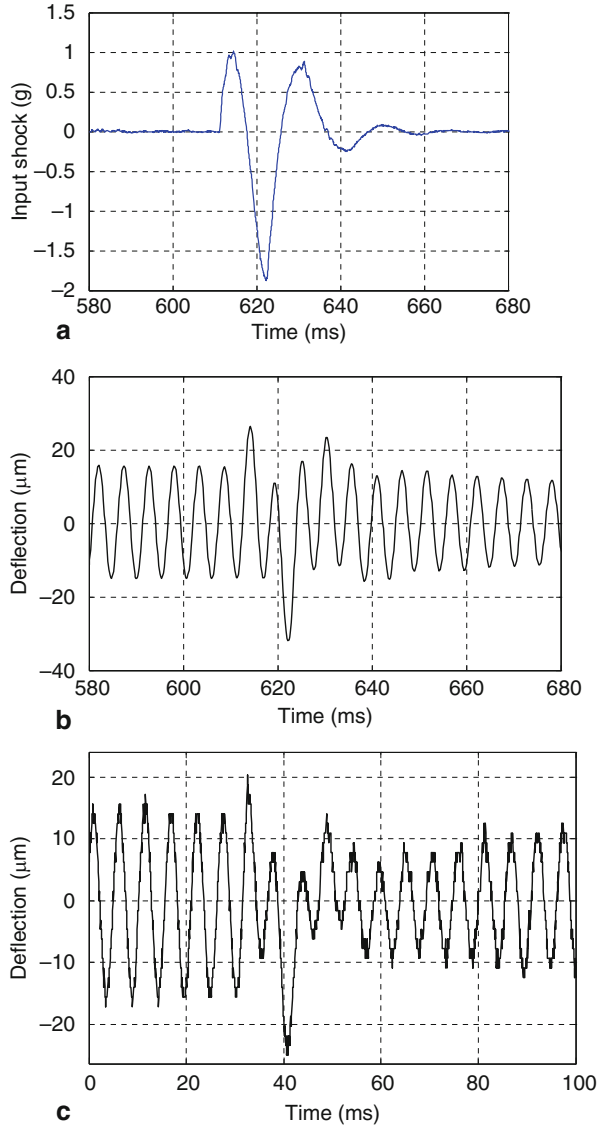 1.5
1
0.5
0
−0.5
−1
−1.5
−2
Input shock (g)
580 600 620 640 660 680
a Time (ms)
40
20
0
−20
−40
Deflection (μm)
580 600 620 640 660 680
Time (ms)
b
20
10
0
−10
−20
Deflection (μm)
0 20 40 60 80 100
c Time (ms)